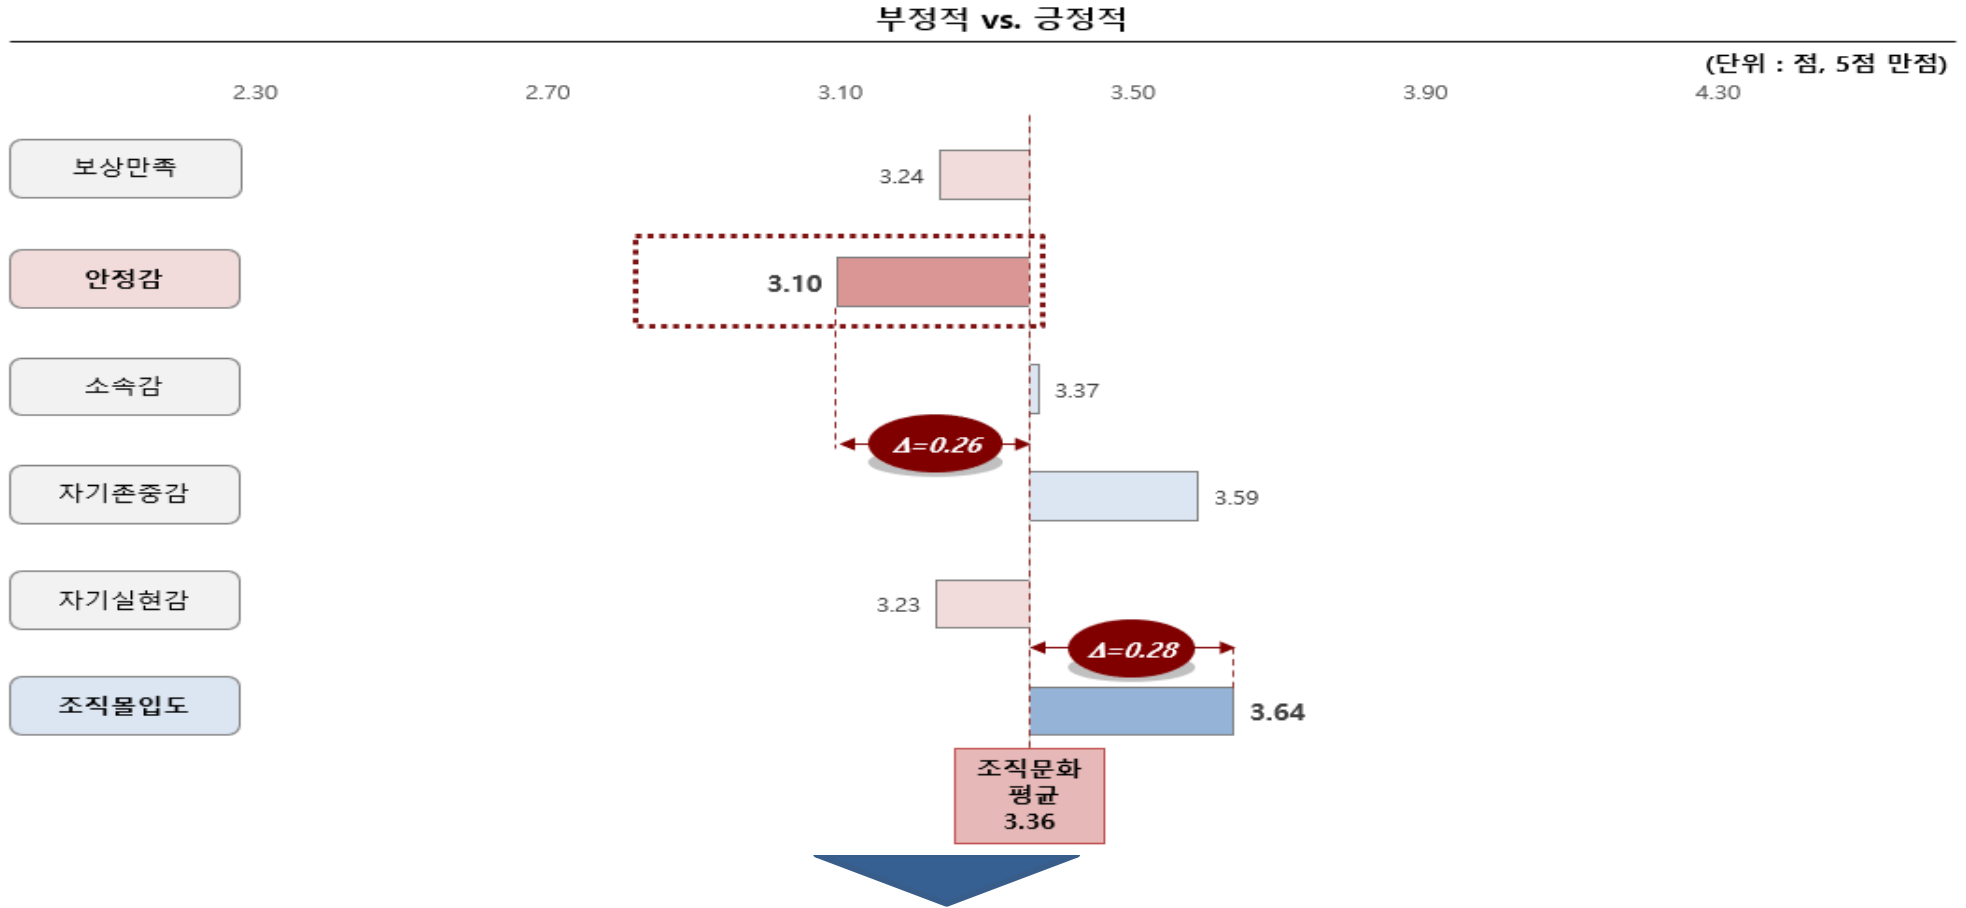 부정적 vs. 긍정적
(단위 : 점, 5점 만점)
2.30 2.70 3.10 3.50 3.90 4.30
보상만족
3.24
안정감
3.10
소속감
3.37
Δ=0.26
자기존중감
3.59
자기실현감
3.23
Δ=0.28
조직몰입도
3.64
조직문화
평균
3.36